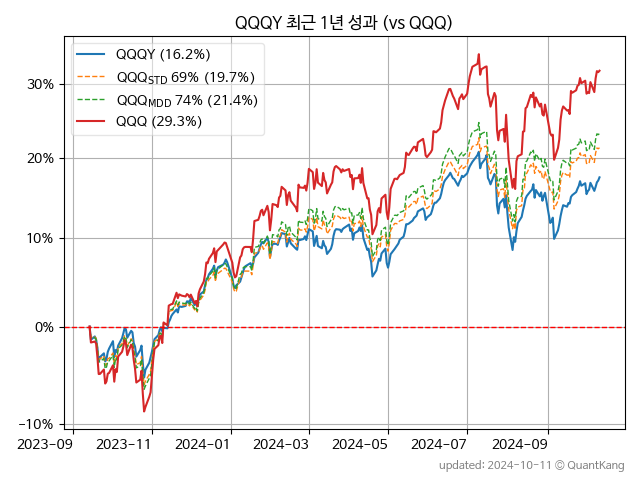 QQQY 최근 1년 성과 (vs QQQ)
QQQY (16.2%)
QQQSTD 69% (19.7%)
QQQMDD 74% (21.4%)
QQQ (29.3%)
30%
20%
10%
0%
−10%
2023-09 2023-11 2024-01 2024-03 2024-05 2024-07 2024-09
updated: 2024-10-11 © QuantKang